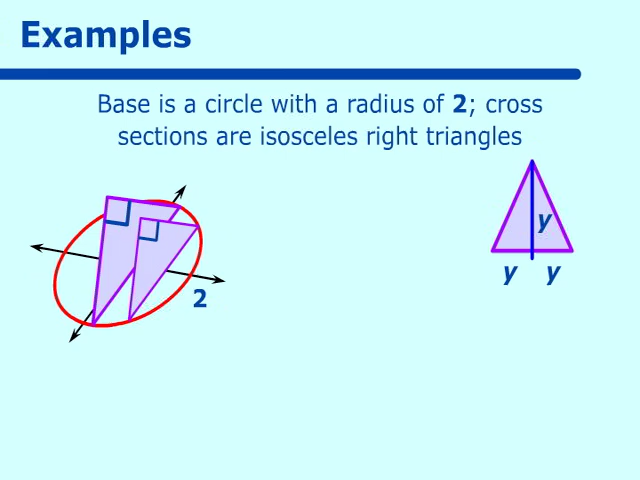 Examples
Base is a circle with a radius of 2; cross
sections are isosceles right triangles
y
y y
2